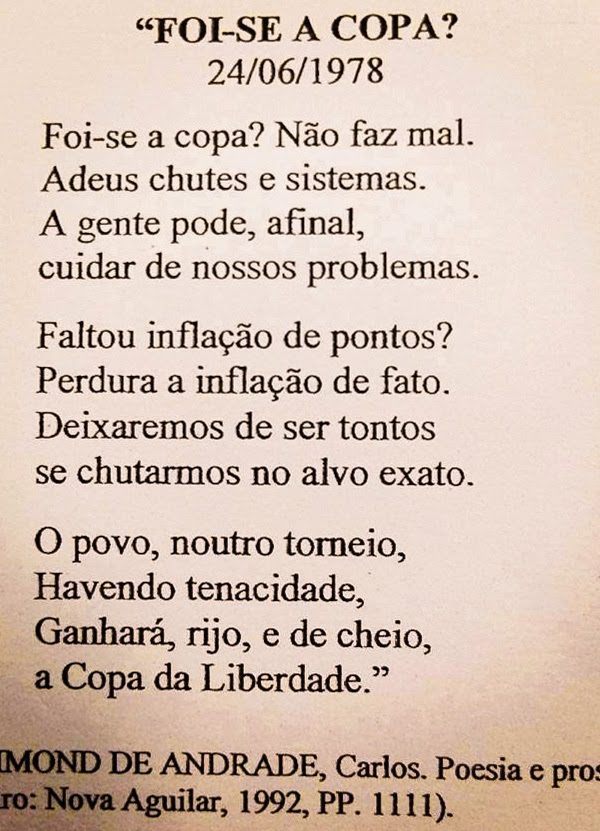 “FOI-SE A COPA?
24/06/1978
Foi-se a copa? Não faz mal.
Adeus chutes e sistemas.
A gente pode, afinal,
cuidar de nossos problemas.
Faltou inflação de pontos?
Perdura a inflação de fato.
Deixaremos de ser tontos
se chutarmos no alvo exato.
O povo, noutro torneio,
Havendo tenacidade,
Ganhará, rijo, e de cheio,
a Copa da Liberdade.”
MOND DE ANDRADE, Carlos. Poesia e pros
ro: Nova Aguilar, 1992, PP. 1111).